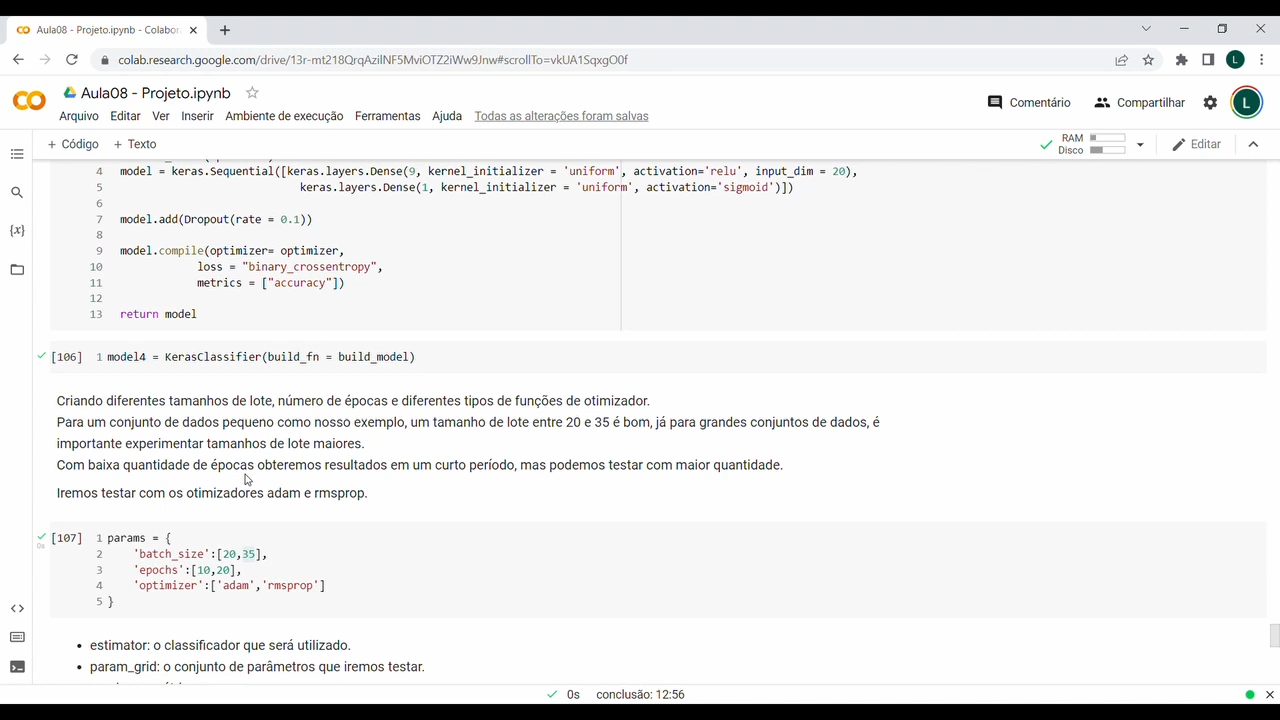 Aula08 - Projeto.ipynb - Colabor
colab.research.google.com/drive/13r-mt218QrqAzilNF5MviOTZ2iWw9Jnw#scrollTo=vkUA1SqxgO0f
L
Aula08 - Projeto.ipynb
Arquivo Editar Ver Inserir Ambiente de execução Ferramentas Ajuda Todas as alterações foram salvas
Comentário Compartilhar L
+ Código + Texto
RAM
Disco
Editar
4 model = keras.Sequential([keras.layers.Dense(9, kernel_initializer = 'uniform', activation='relu', input_dim = 20),
5 keras.layers.Dense(1, kernel_initializer = 'uniform', activation='sigmoid')])
6
7 model.add(Dropout(rate = 0.1))
8
9 model.compile(optimizer= optimizer,
10 loss = "binary_crossentropy",
11 metrics = ["accuracy"])
12
13 return model
[106] 1 model4 = KerasClassifier(build_fn = build_model)
Criando diferentes tamanhos de lote, número de épocas e diferentes tipos de funções de otimizador.
Para um conjunto de dados pequeno como nosso exemplo, um tamanho de lote entre 20 e 35 é bom, já para grandes conjuntos de dados, é
importante experimentar tamanhos de lote maiores.
Com baixa quantidade de épocas obteremos resultados em um curto período, mas podemos testar com maior quantidade.
Iremos testar com os otimizadores adam e rmsprop.
[107] 1 params = {
0s 2 'batch_size':[20,35],
3 'epochs':[10,20],
4 'optimizer':['adam','rmsprop']
5 }
• estimator: o classificador que será utilizado.
• param_grid: o conjunto de parâmetros que iremos testar.
0s conclusão: 12:56